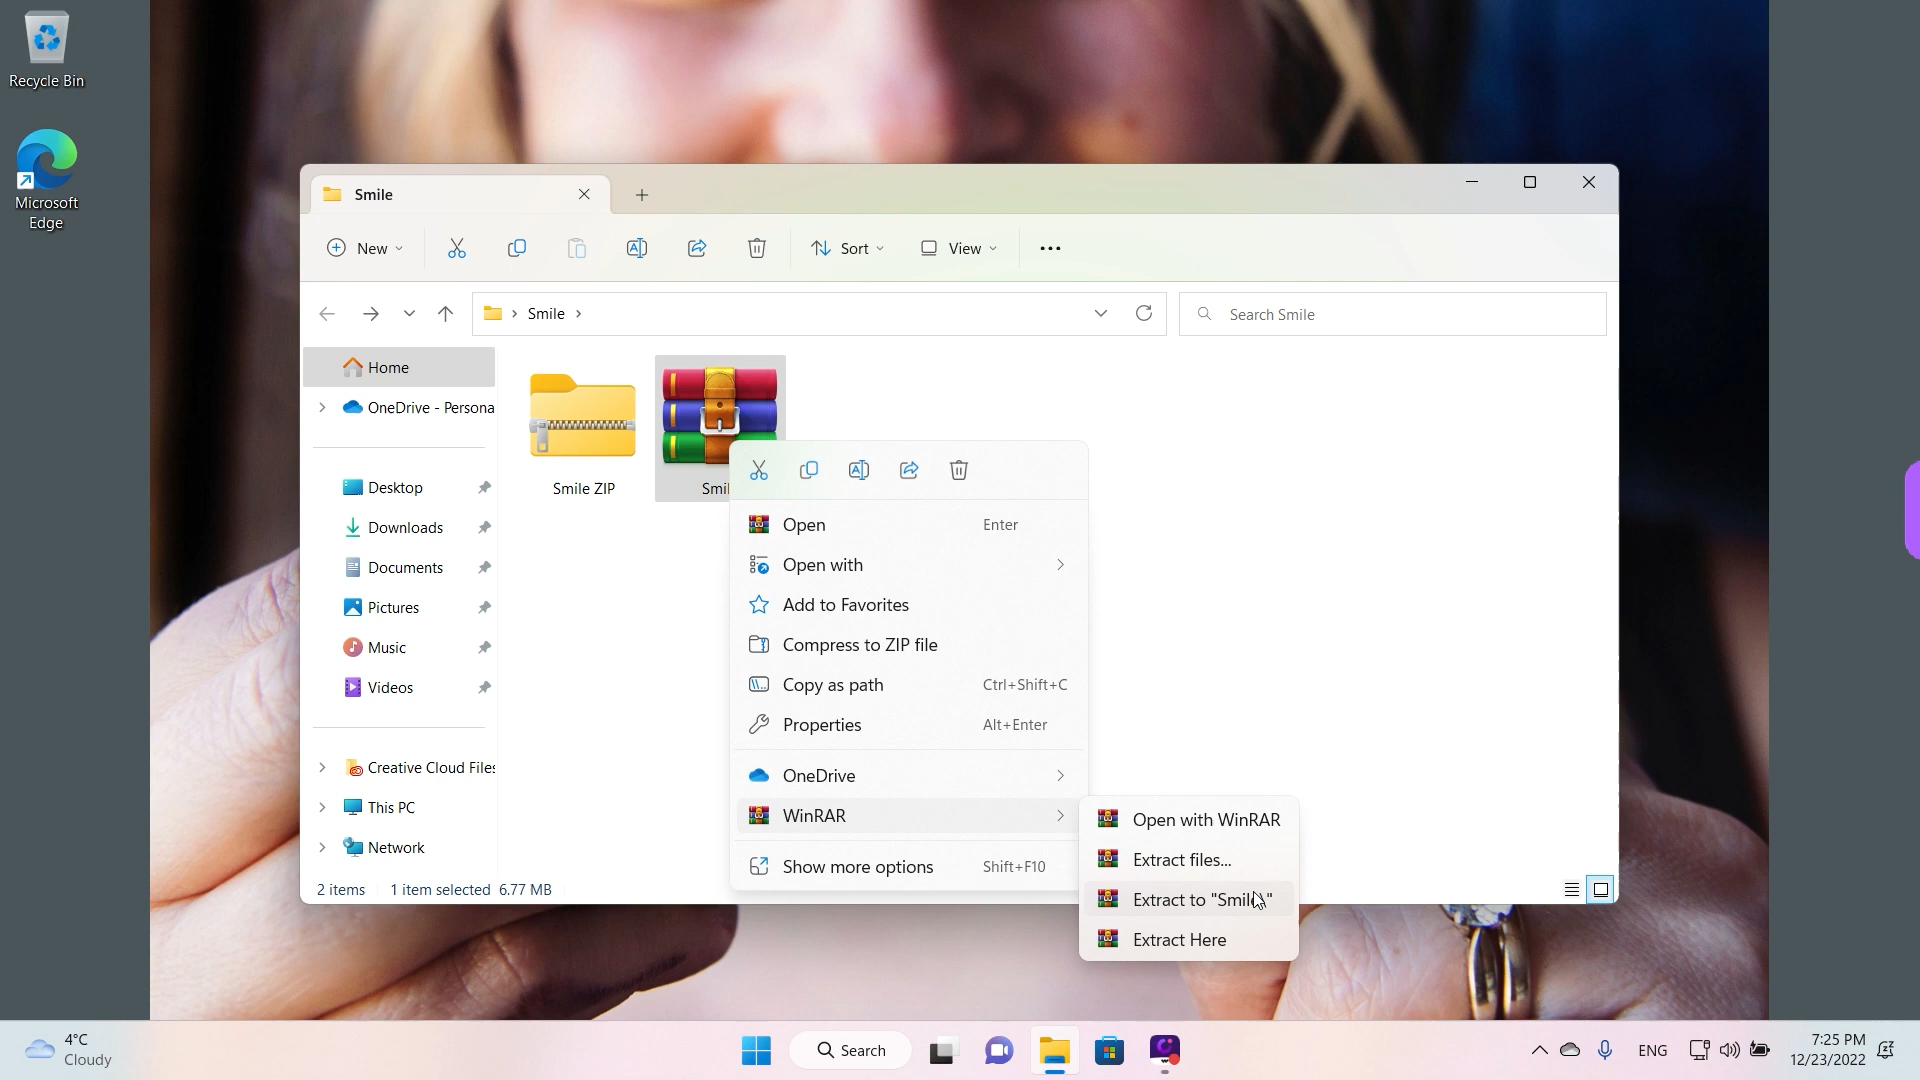 Recycle Bin
Microsoft
Edge
Smile
New
Sort
View
Smile
Search Smile
Home
OneDrive - Persona
Desktop
Downloads
Documents
Pictures
Music
Videos
Creative Cloud Files
This PC
Network
Smile ZIP
Smil
Open Enter
Open with
Add to Favorites
Compress to ZIP file
Copy as path Ctrl+Shift+C
Properties Alt+Enter
OneDrive
WinRAR
Show more options Shift+F10
Open with WinRAR
Extract files...
Extract to "Smile\"
Extract Here
2 items 1 item selected 6.77 MB
4°C
Cloudy
Search
ENG
7:25 PM
12/23/2022